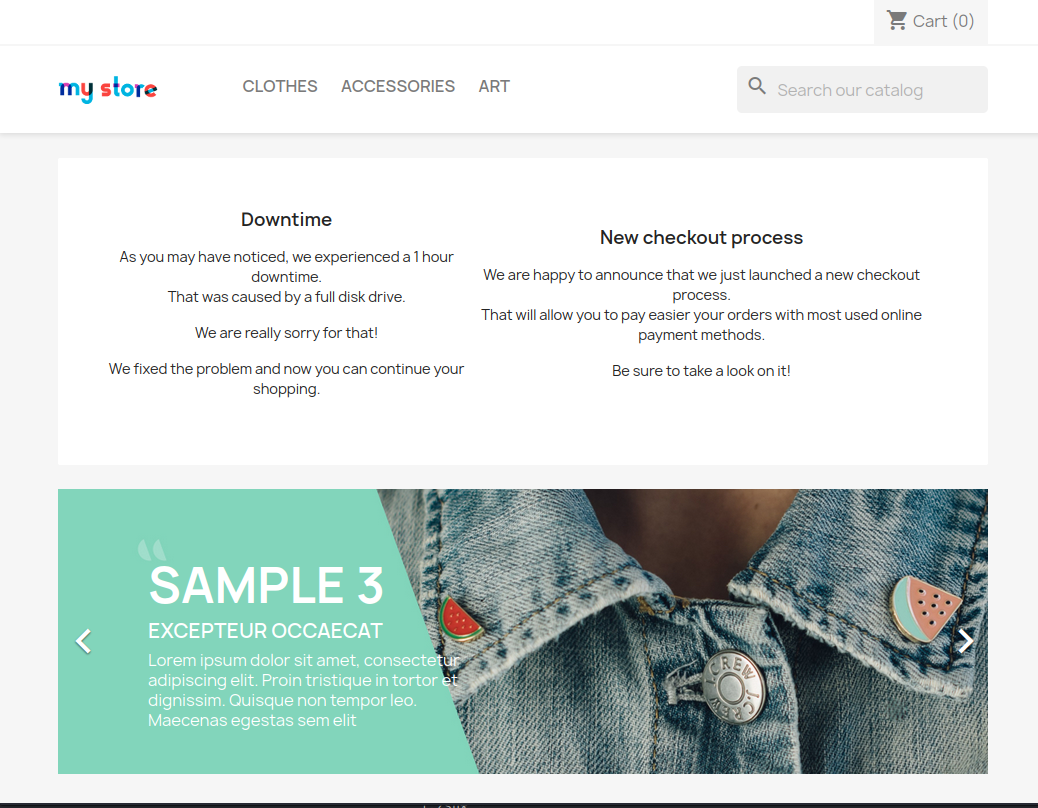 Cart (0)
my store
CLOTHES
ACCESSORIES
ART
Search our catalog
Downtime
As you may have noticed, we experienced a 1 hour
downtime.
That was caused by a full disk drive.
We are really sorry for that!
We fixed the problem and now you can continue your
shopping.
New checkout process
We are happy to announce that we just launched a new checkout
process.
That will allow you to pay easier your orders with most used online
payment methods.
Be sure to take a look on it!
“
SAMPLE 3
EXCEPTEUR OCCAECAT
Lorem ipsum dolor sit amet, consectetur
adipiscing elit. Proin tristique in tortor et
dignissim. Quisque non tempor leo.
Maecenas egestas sem elit
J.CREW J.CREW